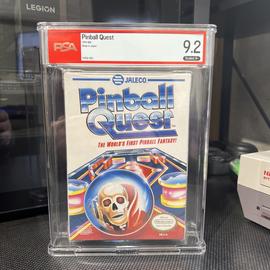 LEGION
PSA
Pinball Quest
9.2
JALECO
Pinball
Quest
THE WORLD'S FIRST PINBALL FANTASY!